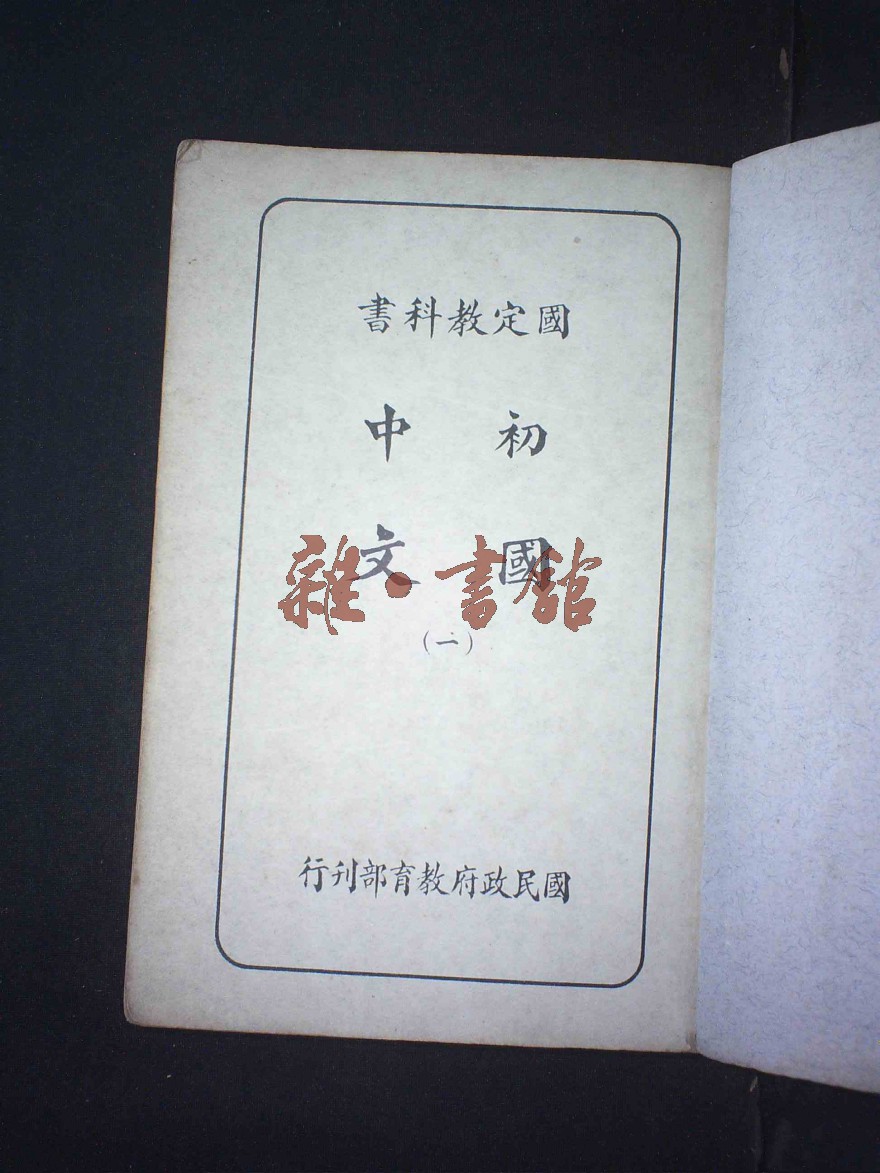 國定教科書
初中
國文
雜·書館
(一)
國民政府教育部刊行